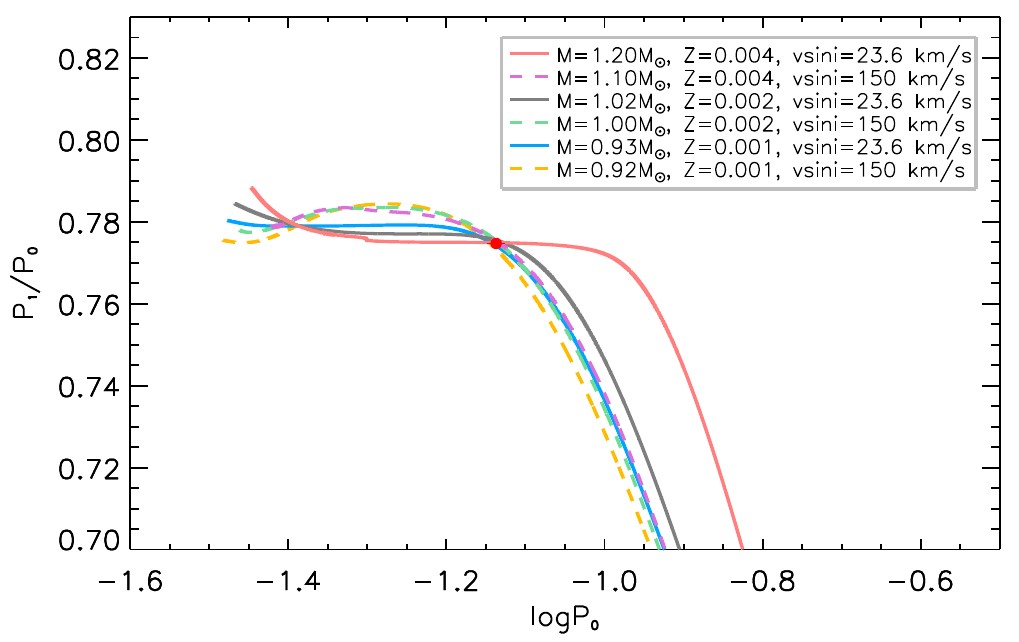 0.82
0.80
0.78
0.76
0.74
0.72
0.70
P₁/P₀
M=1.20M☉, Z=0.004, vsini=23.6 km/s
M=1.10M☉, Z=0.004, vsini=150 km/s
M=1.02M☉, Z=0.002, vsini=23.6 km/s
M=1.00M☉, Z=0.002, vsini=150 km/s
M=0.93M☉, Z=0.001, vsini=23.6 km/s
M=0.92M☉, Z=0.001, vsini=150 km/s
−1.6 −1.4 −1.2 −1.0 −0.8 −0.6
logP₀